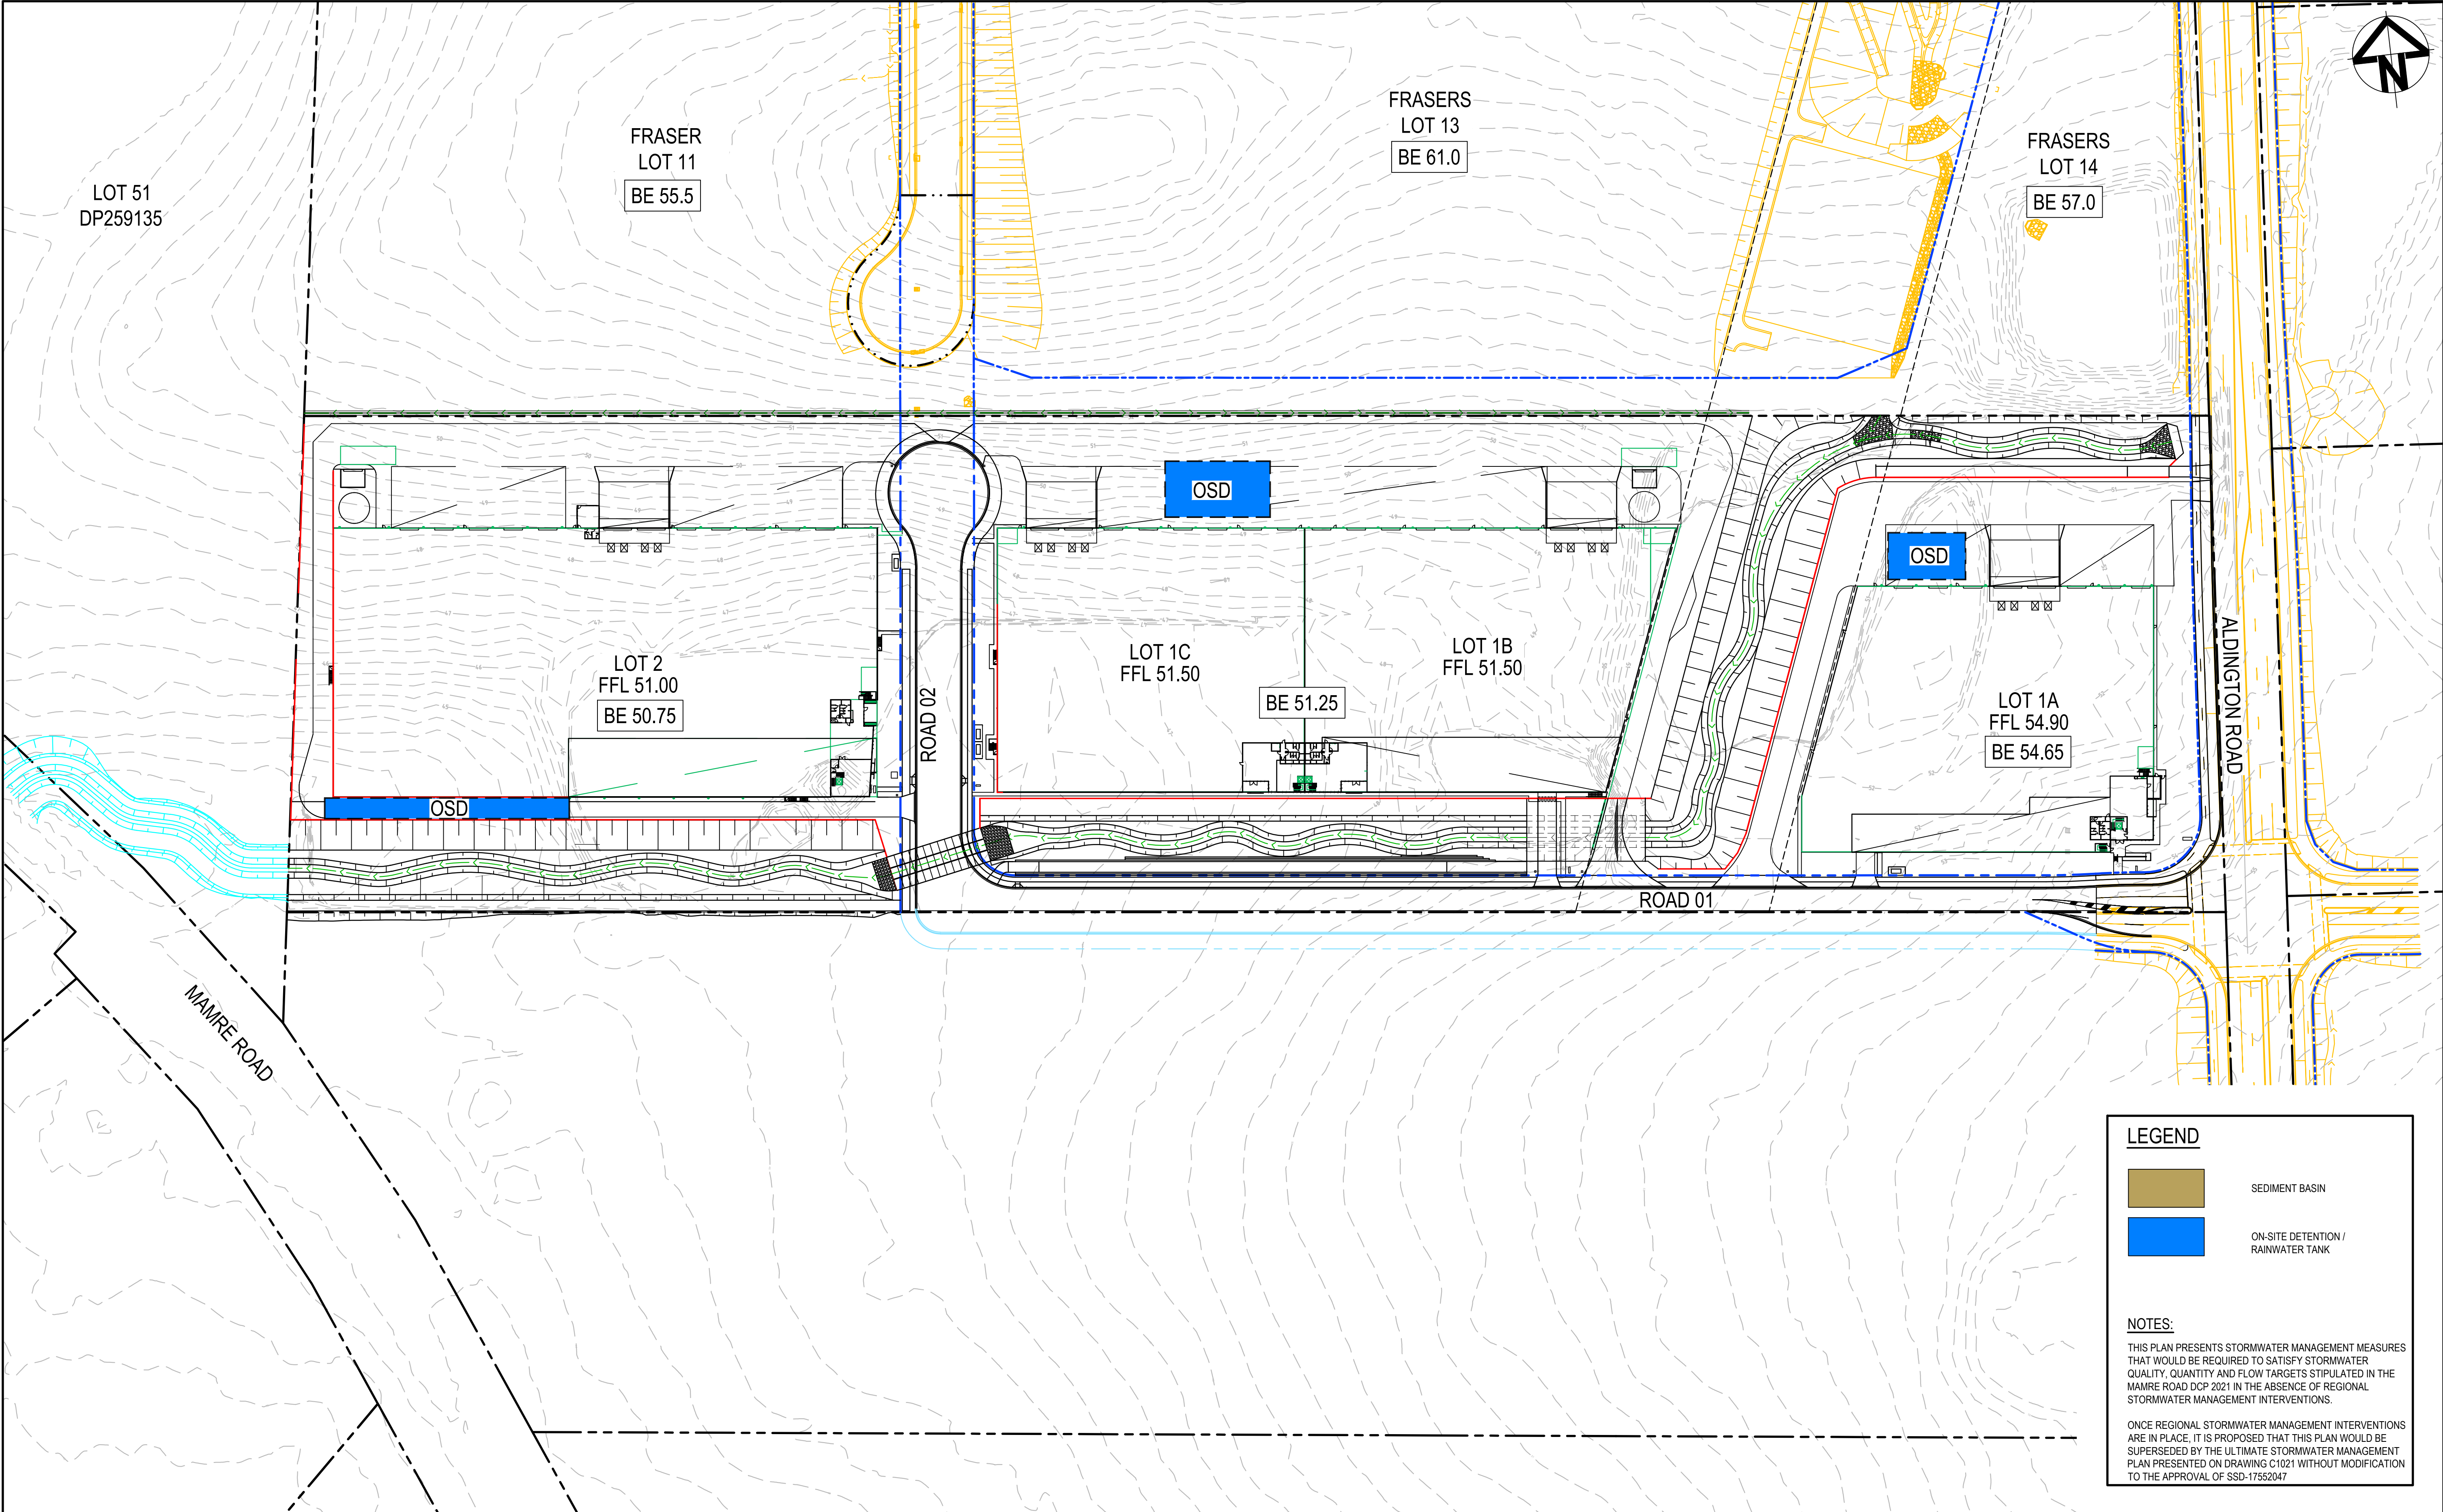 N
FRASER
LOT 11
BE 55.5
FRASERS
LOT 13
BE 61.0
FRASERS
LOT 14
BE 57.0
LOT 51
DP259135
OSD
OSD
OSD
LOT 2
FFL 51.00
BE 50.75
ROAD 02
LOT 1C
FFL 51.50
BE 51.25
LOT 1B
FFL 51.50
LOT 1A
FFL 54.90
BE 54.65
ALDINGTON ROAD
ROAD 01
MAMRE ROAD
LEGEND
SEDIMENT BASIN
ON-SITE DETENTION /
RAINWATER TANK
NOTES:
THIS PLAN PRESENTS STORMWATER MANAGEMENT MEASURES
THAT WOULD BE REQUIRED TO SATISFY STORMWATER
QUALITY, QUANTITY AND FLOW TARGETS STIPULATED IN THE
MAMRE ROAD DCP 2021 IN THE ABSENCE OF REGIONAL
STORMWATER MANAGEMENT INTERVENTIONS.
ONCE REGIONAL STORMWATER MANAGEMENT INTERVENTIONS
ARE IN PLACE, IT IS PROPOSED THAT THIS PLAN WOULD BE
SUPERSEDED BY THE ULTIMATE STORMWATER MANAGEMENT
PLAN PRESENTED ON DRAWING C1021 WITHOUT MODIFICATION
TO THE APPROVAL OF SSD-17552047